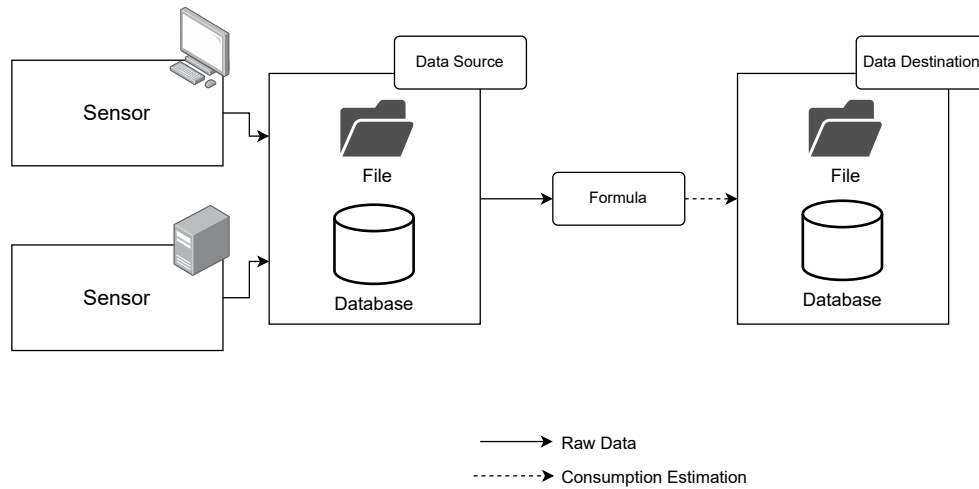 Sensor
Data Source
File
Database
Sensor
Formula
Data Destination
File
Database
Raw Data
Consumption Estimation